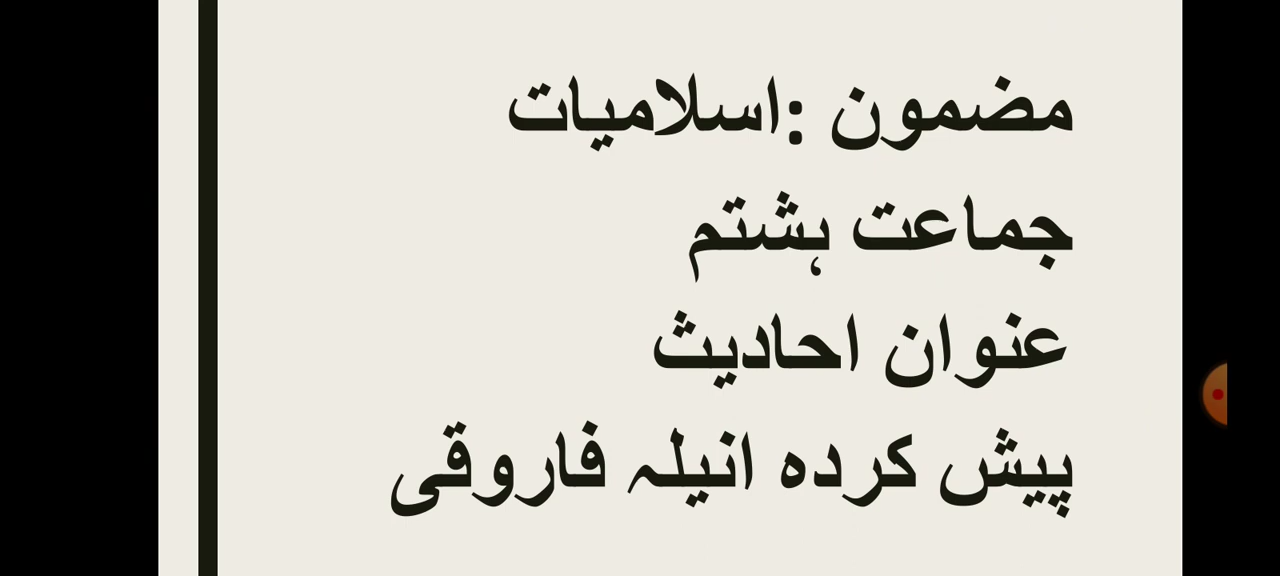 مضمون :اسلامیات
جماعت ہشتم
عنوان احادیث
پیش کردہ انیلہ فاروقی